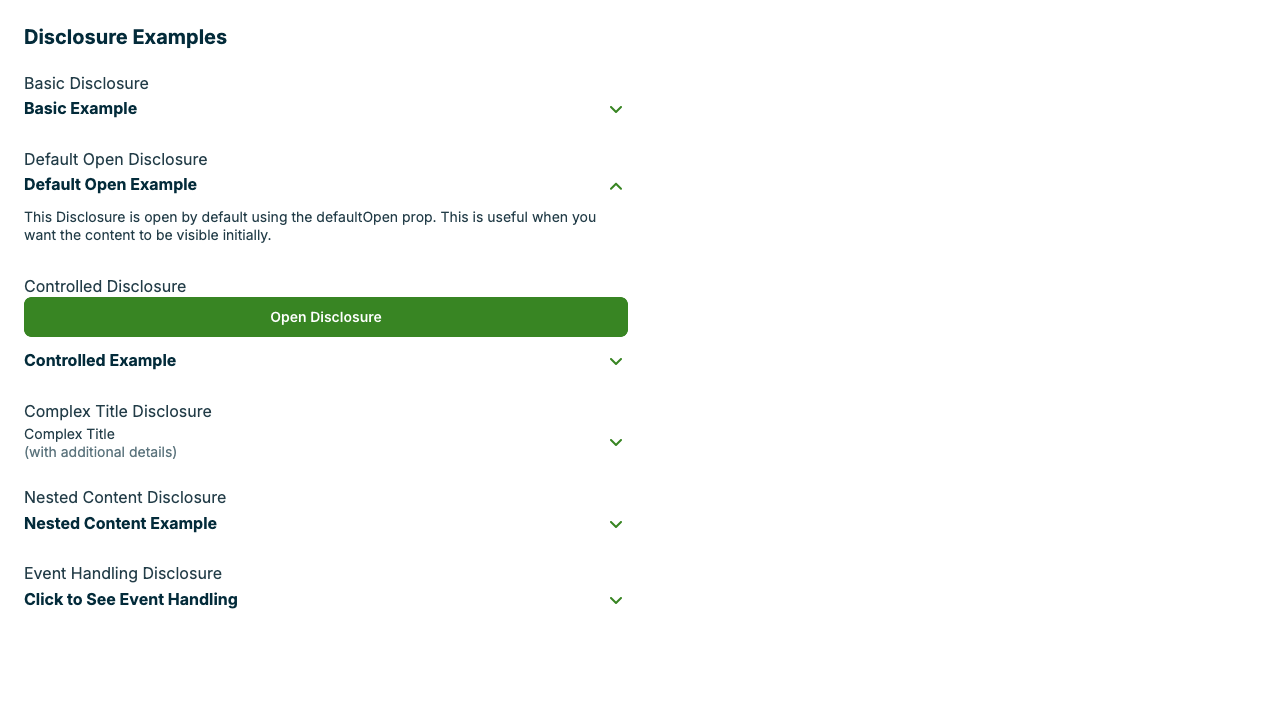 Disclosure Examples
Basic Disclosure
Basic Example
Default Open Disclosure
Default Open Example
This Disclosure is open by default using the defaultOpen prop. This is useful when you
want the content to be visible initially.
Controlled Disclosure
Open Disclosure
Controlled Example
Complex Title Disclosure
Complex Title
(with additional details)
Nested Content Disclosure
Nested Content Example
Event Handling Disclosure
Click to See Event Handling